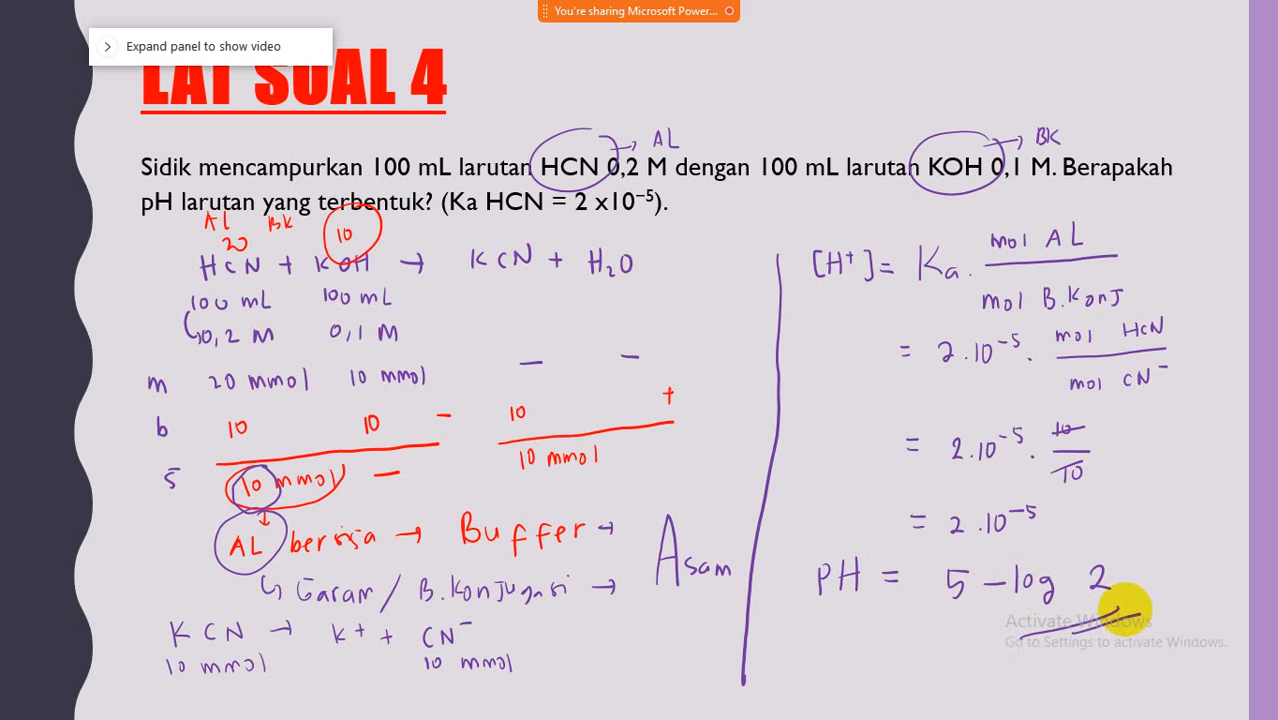 You're sharing Microsoft Power...
Expand panel to show video
LAT SUAL 4
AL
BK
Sidik mencampurkan 100 mL larutan HCN 0,2 M dengan 100 mL larutan KOH 0,1 M. Berapakah
pH larutan yang terbentuk? (Ka HCN = 2 x10⁻⁵).
AL BK
20 10
HCN + KOH → KCN + H₂O
100 mL 100 mL
0,2 M 0,1 M
m 20 mmol 10 mmol — —
b 10 10 — 10 +
s 10 mmol — 10 mmol
AL bersisa → Buffer → Asam
↳ Garam / B.Konjugasi →
KCN → K⁺ + CN⁻
10 mmol 10 mmol
[H⁺] = Ka. mol AL
mol B.Konj
= 2.10⁻⁵. mol HCN
mol CN⁻
= 2.10⁻⁵. 10
10
= 2.10⁻⁵
PH = 5 – log 2
Activate Windows
Go to Settings to activate Windows.